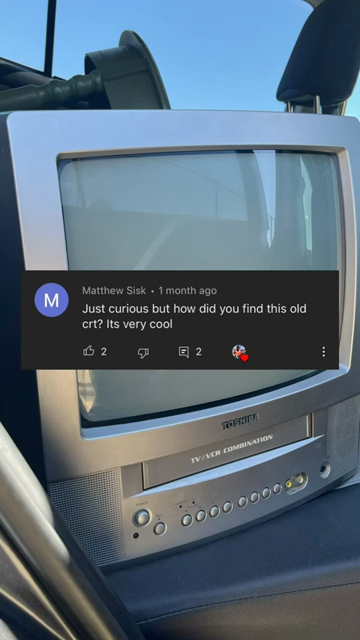 M
Matthew Sisk • 1 month ago
Just curious but how did you find this old
crt? Its very cool
2
2
TOSHIBA
TV/VCR COMBINATION